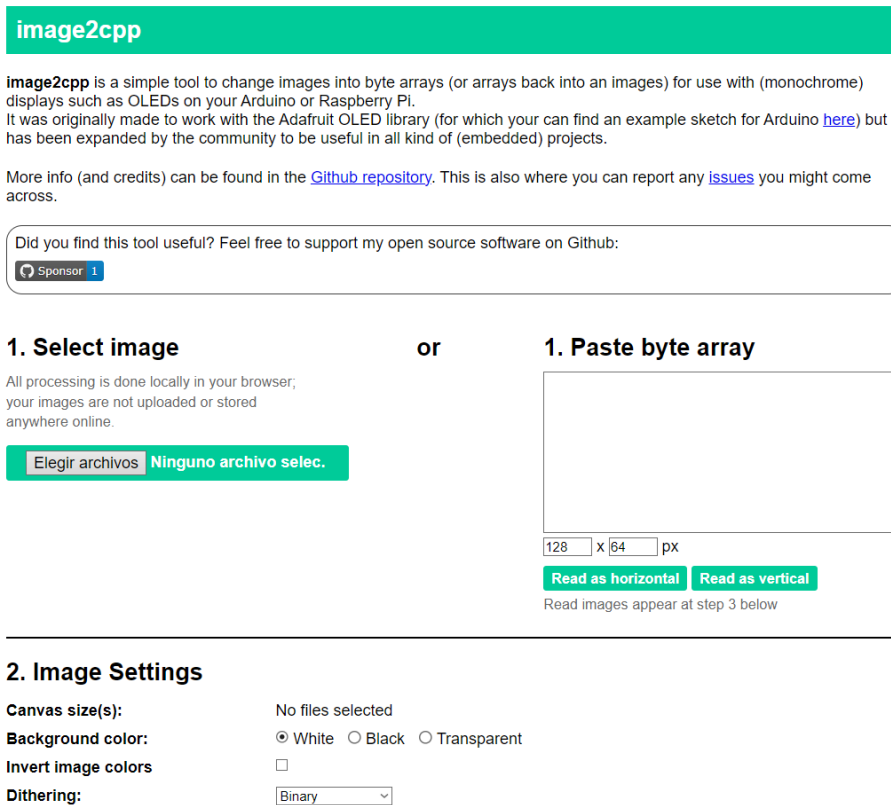 image2cpp
image2cpp is a simple tool to change images into byte arrays (or arrays back into an images) for use with (monochrome)
displays such as OLEDs on your Arduino or Raspberry Pi.
It was originally made to work with the Adafruit OLED library (for which your can find an example sketch for Arduino here) but
has been expanded by the community to be useful in all kind of (embedded) projects.
More info (and credits) can be found in the Github repository. This is also where you can report any issues you might come
across.
Did you find this tool useful? Feel free to support my open source software on Github:
Sponsor 1
1. Select image
or
1. Paste byte array
All processing is done locally in your browser;
your images are not uploaded or stored
anywhere online.
Elegir archivos Ninguno archivo selec.
128 x 64 px
Read as horizontal Read as vertical
Read images appear at step 3 below
2. Image Settings
Canvas size(s): No files selected
Background color: White Black Transparent
Invert image colors
Dithering: Binary